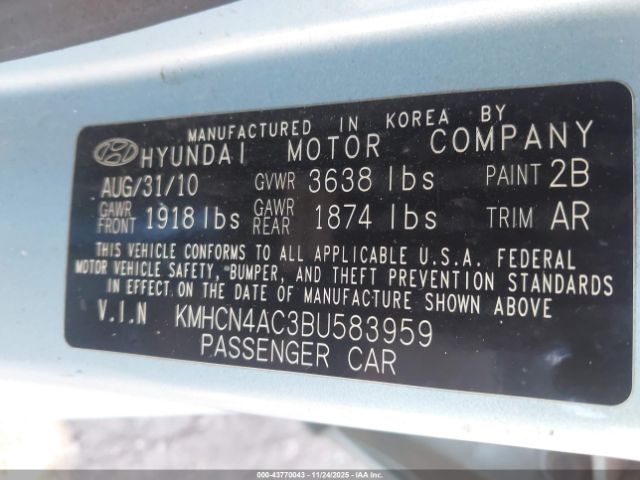 MANUFACTURED IN KOREA BY
HYUNDAI MOTOR COMPANY
AUG/31/10 GVWR 3638 lbs PAINT 2B
GAWR FRONT 1918 lbs GAWR REAR 1874 lbs TRIM AR
THIS VEHICLE CONFORMS TO ALL APPLICABLE U.S.A. FEDERAL
MOTOR VEHICLE SAFETY, BUMPER, AND THEFT PREVENTION STANDARDS
IN EFFECT ON THE DATE OF MANUFACTURE SHOWN ABOVE
V.I.N KMHCN4AC3BU583959
PASSENGER CAR
000-43770043 - 11/24/2025 - IAA